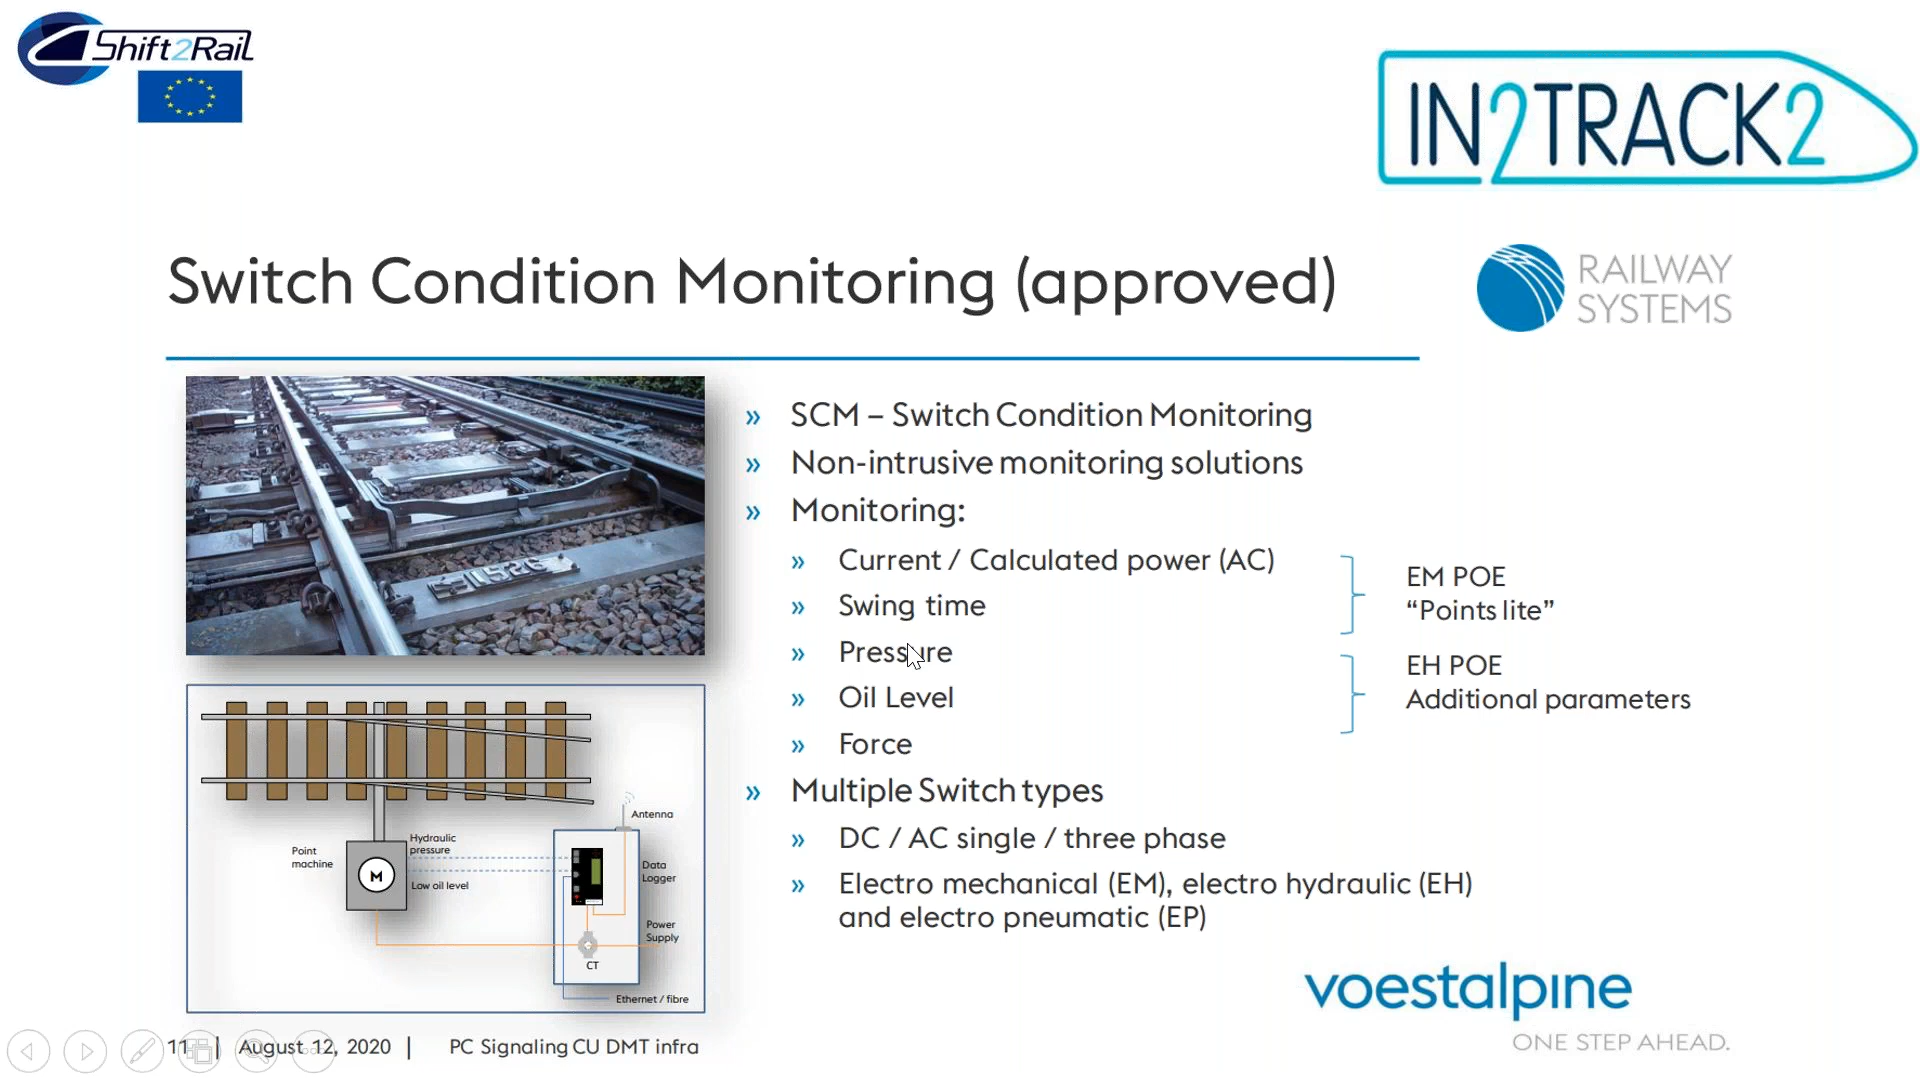 Shift2Rail
IN2TRACK2
Switch Condition Monitoring (approved)
RAILWAY
SYSTEMS
» SCM – Switch Condition Monitoring
» Non-intrusive monitoring solutions
» Monitoring:
» Current / Calculated power (AC)
» Swing time
» Pressure
» Oil Level
» Force
EM POE
“Points lite”
EH POE
Additional parameters
» Multiple Switch types
» DC / AC single / three phase
» Electro mechanical (EM), electro hydraulic (EH)
and electro pneumatic (EP)
Antenna
Point
machine
M
Hydraulic
pressure
Low oil level
Data
Logger
Power
Supply
CT
Ethernet / fibre
voestalpine
ONE STEP AHEAD.
11 | August 12, 2020 | PC Signaling CU DMT infra